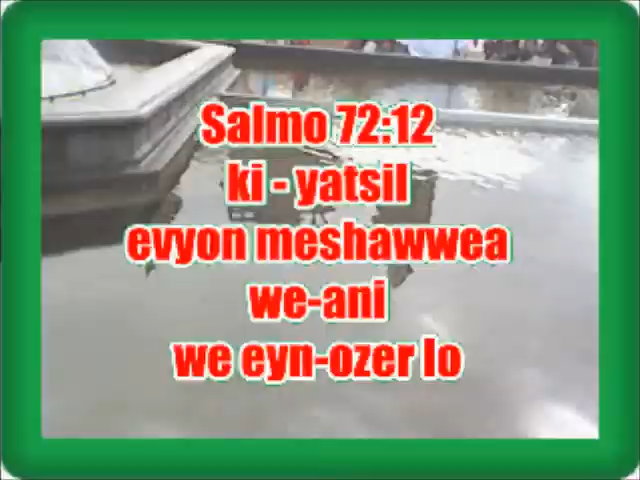 Salmo 72:12
ki - yatsil
evyon meshawwea
we-ani
we eyn-ozer lo